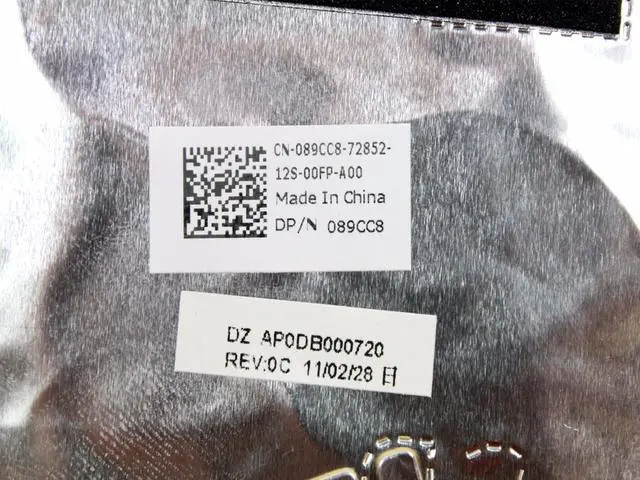 CN-089CC8-72852-
12S-00FP-A00
Made In China
DP/N 089CC8
DZ AP0DB000720
REV:0C 11/02/28 日